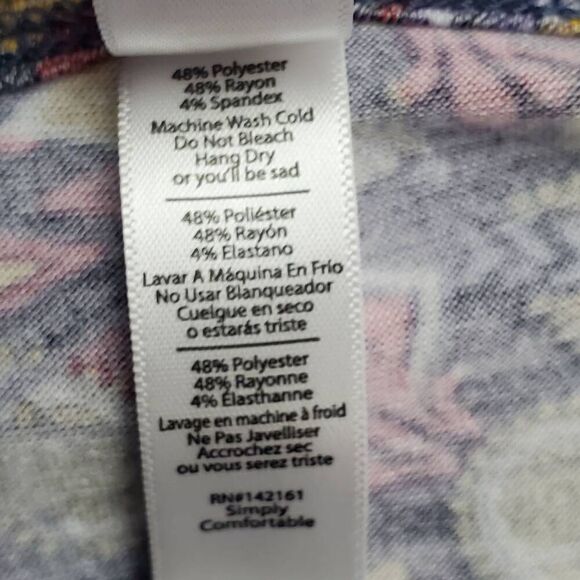 48% Polyester
48% Rayon
4% Spandex
Machine Wash Cold
Do Not Bleach
Hang Dry
or you'll be sad
48% Poliéster
48% Rayón
4% Elastano
Lavar A Máquina En Frío
No Usar Blanqueador
Cuelgue en seco
o estarás triste
48% Polyester
48% Rayonne
4% Élasthanne
Lavage en machine à froid
Ne Pas Javelliser
Accrochez sec
ou vous serez triste
RN#142161
Simply
Comfortable